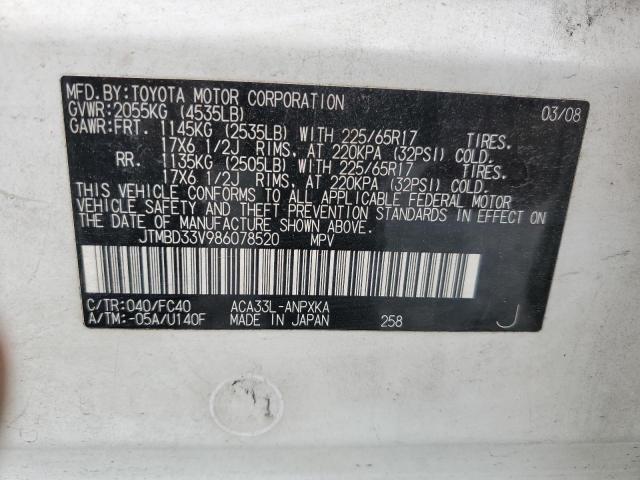 MFD.BY:TOYOTA MOTOR CORPORATION 03/08
GVWR:2055KG (4535LB)
GAWR:FRT. 1145KG (2535LB) WITH 225/65R17 TIRES.
17X6 1/2J RIMS. AT 220KPA (32PSI) COLD.
RR. 1135KG (2505LB) WITH 225/65R17 TIRES.
17X6 1/2J RIMS. AT 220KPA (32PSI) COLD.
THIS VEHICLE CONFORMS TO ALL APPLICABLE FEDERAL MOTOR
VEHICLE SAFETY AND THEFT PREVENTION STANDARDS IN EFFECT ON
THE DATE OF MANUFACTURE SHOWN ABOVE.
JTMBD33V986078520 MPV
C/TR:040/FC40 ACA33L-ANPXKA
A/TM:-05A/U140F MADE IN JAPAN 258 J